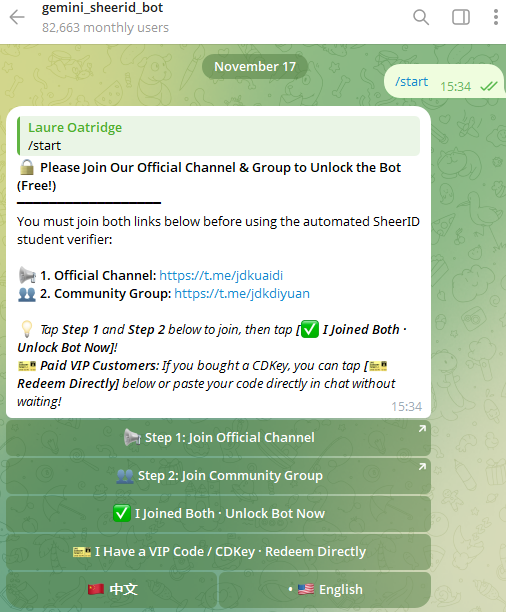 gemini_sheerid_bot
82,663 monthly users
November 17
/start 15:34
Laure Oatridge
/start
🔒 Please Join Our Official Channel & Group to Unlock the Bot
(Free!)
━━━━━━━━━━━━━━━
You must join both links below before using the automated SheerID
student verifier:
📢 1. Official Channel: https://t.me/jdkuaidi
👥 2. Community Group: https://t.me/jdkdiyuan
💡 Tap Step 1 and Step 2 below to join, then tap [✅ I Joined Both ·
Unlock Bot Now]!
🎫 Paid VIP Customers: If you bought a CDKey, you can tap [🎫
Redeem Directly] below or paste your code directly in chat without
waiting!
15:34
📢 Step 1: Join Official Channel
👥 Step 2: Join Community Group
✅ I Joined Both · Unlock Bot Now
🎫 I Have a VIP Code / CDKey · Redeem Directly
🇨🇳 中文
• 🇺🇸 English